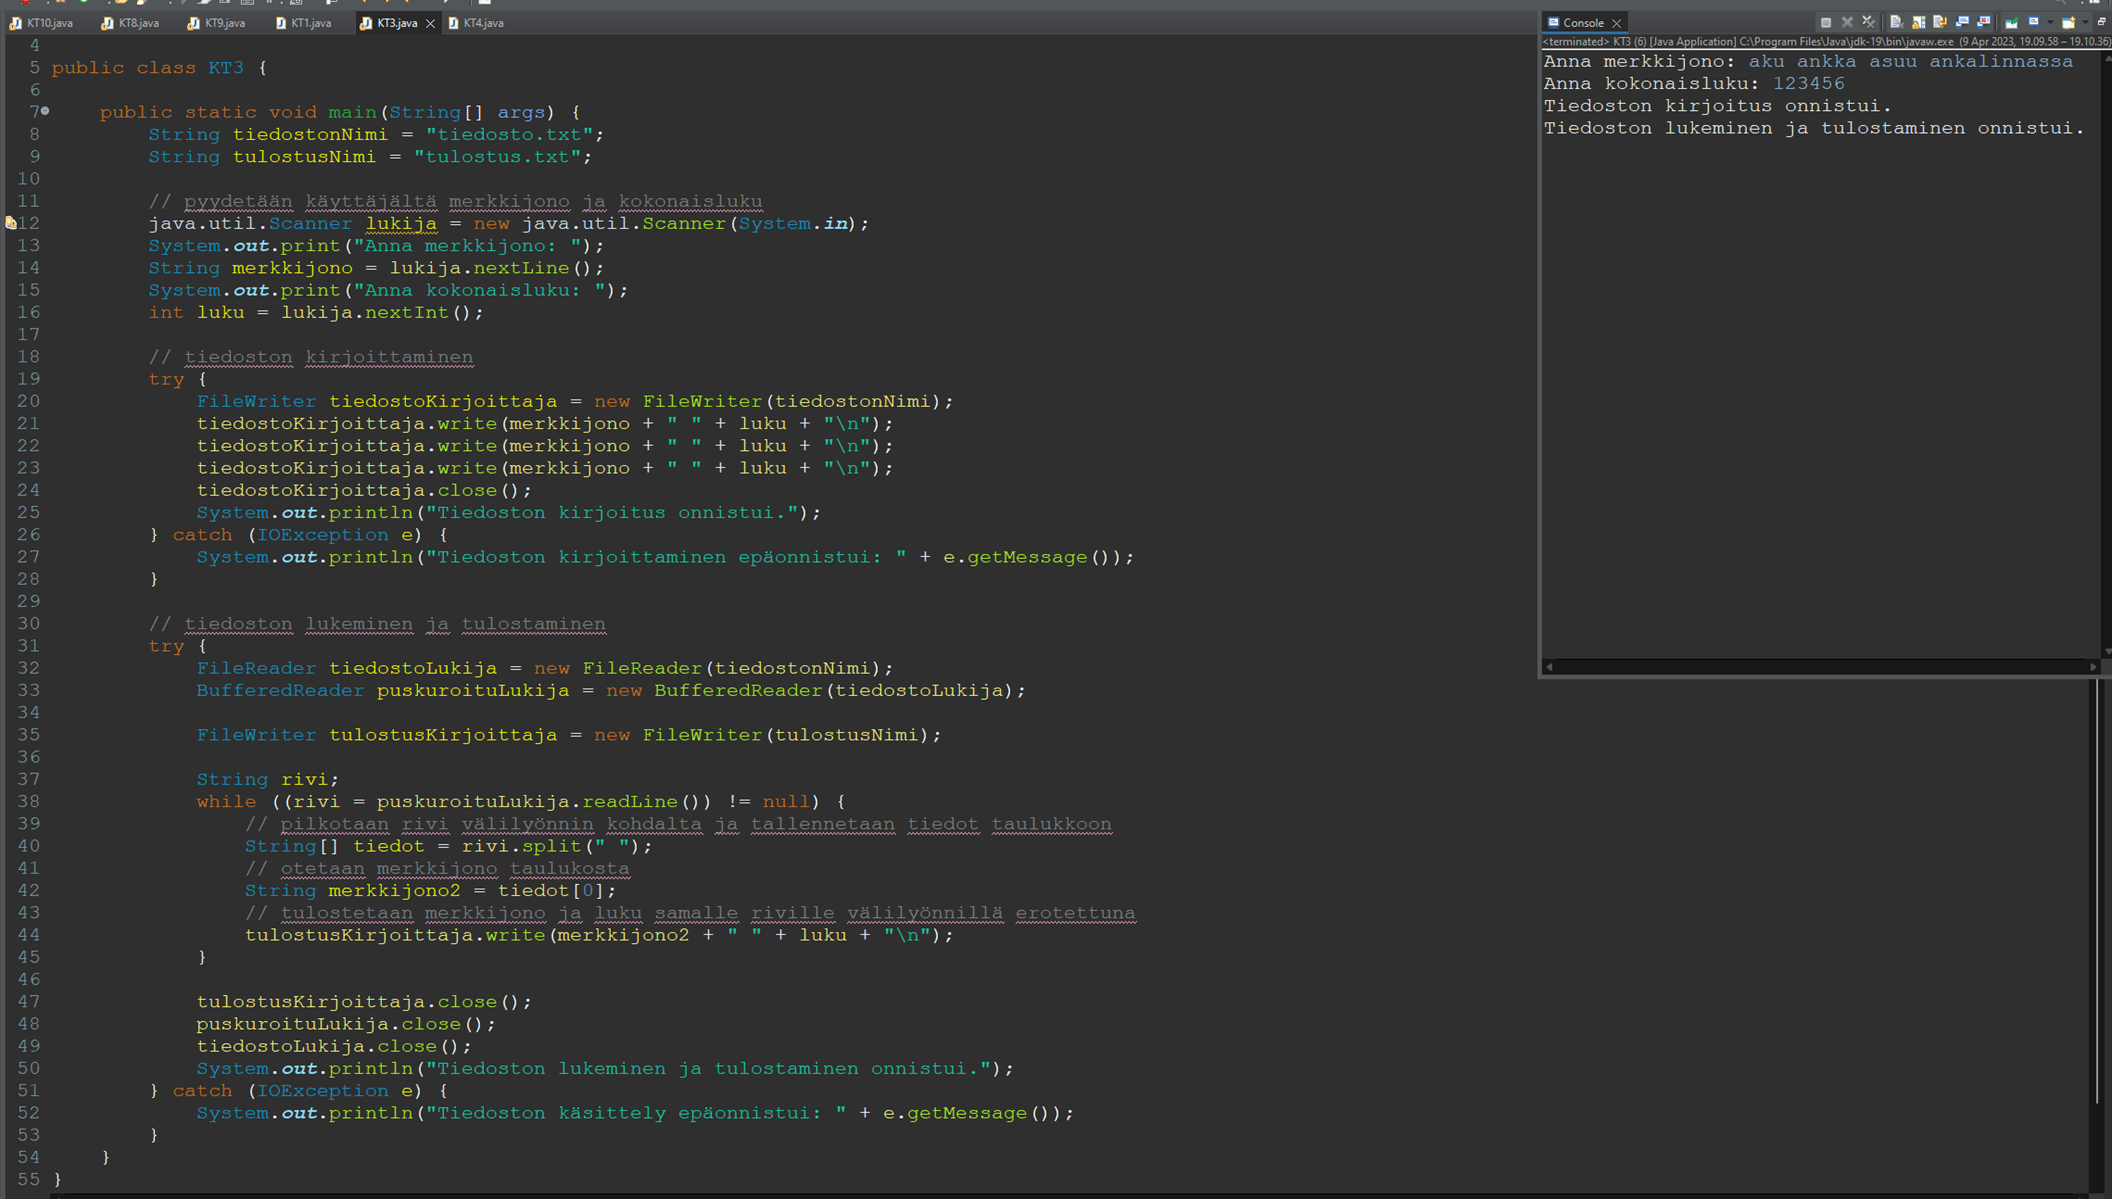 KT10.java KT8.java KT9.java KT1.java KT3.java KT4.java
4
5 public class KT3 {
6
7     public static void main(String[] args) {
8         String tiedostonNimi = "tiedosto.txt";
9         String tulostusNimi = "tulostus.txt";
10
11         // pyydetään käyttäjältä merkkijono ja kokonaisluku
12         java.util.Scanner lukija = new java.util.Scanner(System.in);
13         System.out.print("Anna merkkijono: ");
14         String merkkijono = lukija.nextLine();
15         System.out.print("Anna kokonaisluku: ");
16         int luku = lukija.nextInt();
17
18         // tiedoston kirjoittaminen
19         try {
20             FileWriter tiedostoKirjoittaja = new FileWriter(tiedostonNimi);
21             tiedostoKirjoittaja.write(merkkijono + " " + luku + "\n");
22             tiedostoKirjoittaja.write(merkkijono + " " + luku + "\n");
23             tiedostoKirjoittaja.write(merkkijono + " " + luku + "\n");
24             tiedostoKirjoittaja.close();
25             System.out.println("Tiedoston kirjoitus onnistui.");
26         } catch (IOException e) {
27             System.out.println("Tiedoston kirjoittaminen epäonnistui: " + e.getMessage());
28         }
29
30         // tiedoston lukeminen ja tulostaminen
31         try {
32             FileReader tiedostoLukija = new FileReader(tiedostonNimi);
33             BufferedReader puskuroituLukija = new BufferedReader(tiedostoLukija);
34
35             FileWriter tulostusKirjoittaja = new FileWriter(tulostusNimi);
36
37             String rivi;
38             while ((rivi = puskuroituLukija.readLine()) != null) {
39                 // pilkotaan rivi välilyönnin kohdalta ja tallennetaan tiedot taulukkoon
40                 String[] tiedot = rivi.split(" ");
41                 // otetaan merkkijono taulukosta
42                 String merkkijono2 = tiedot[0];
43                 // tulostetaan merkkijono ja luku samalle riville välilyönnillä erotettuna
44                 tulostusKirjoittaja.write(merkkijono2 + " " + luku + "\n");
45             }
46
47             tulostusKirjoittaja.close();
48             puskuroituLukija.close();
49             tiedostoLukija.close();
50             System.out.println("Tiedoston lukeminen ja tulostaminen onnistui.");
51         } catch (IOException e) {
52             System.out.println("Tiedoston käsittely epäonnistui: " + e.getMessage());
53         }
54     }
55 }
Console
<terminated> KT3 (6) [Java Application] C:\Program Files\Java\jdk-19\bin\javaw.exe (9 Apr 2023, 19.09.58 – 19.10.36)
Anna merkkijono: aku ankka asuu ankalinnassa
Anna kokonaisluku: 123456
Tiedoston kirjoitus onnistui.
Tiedoston lukeminen ja tulostaminen onnistui.